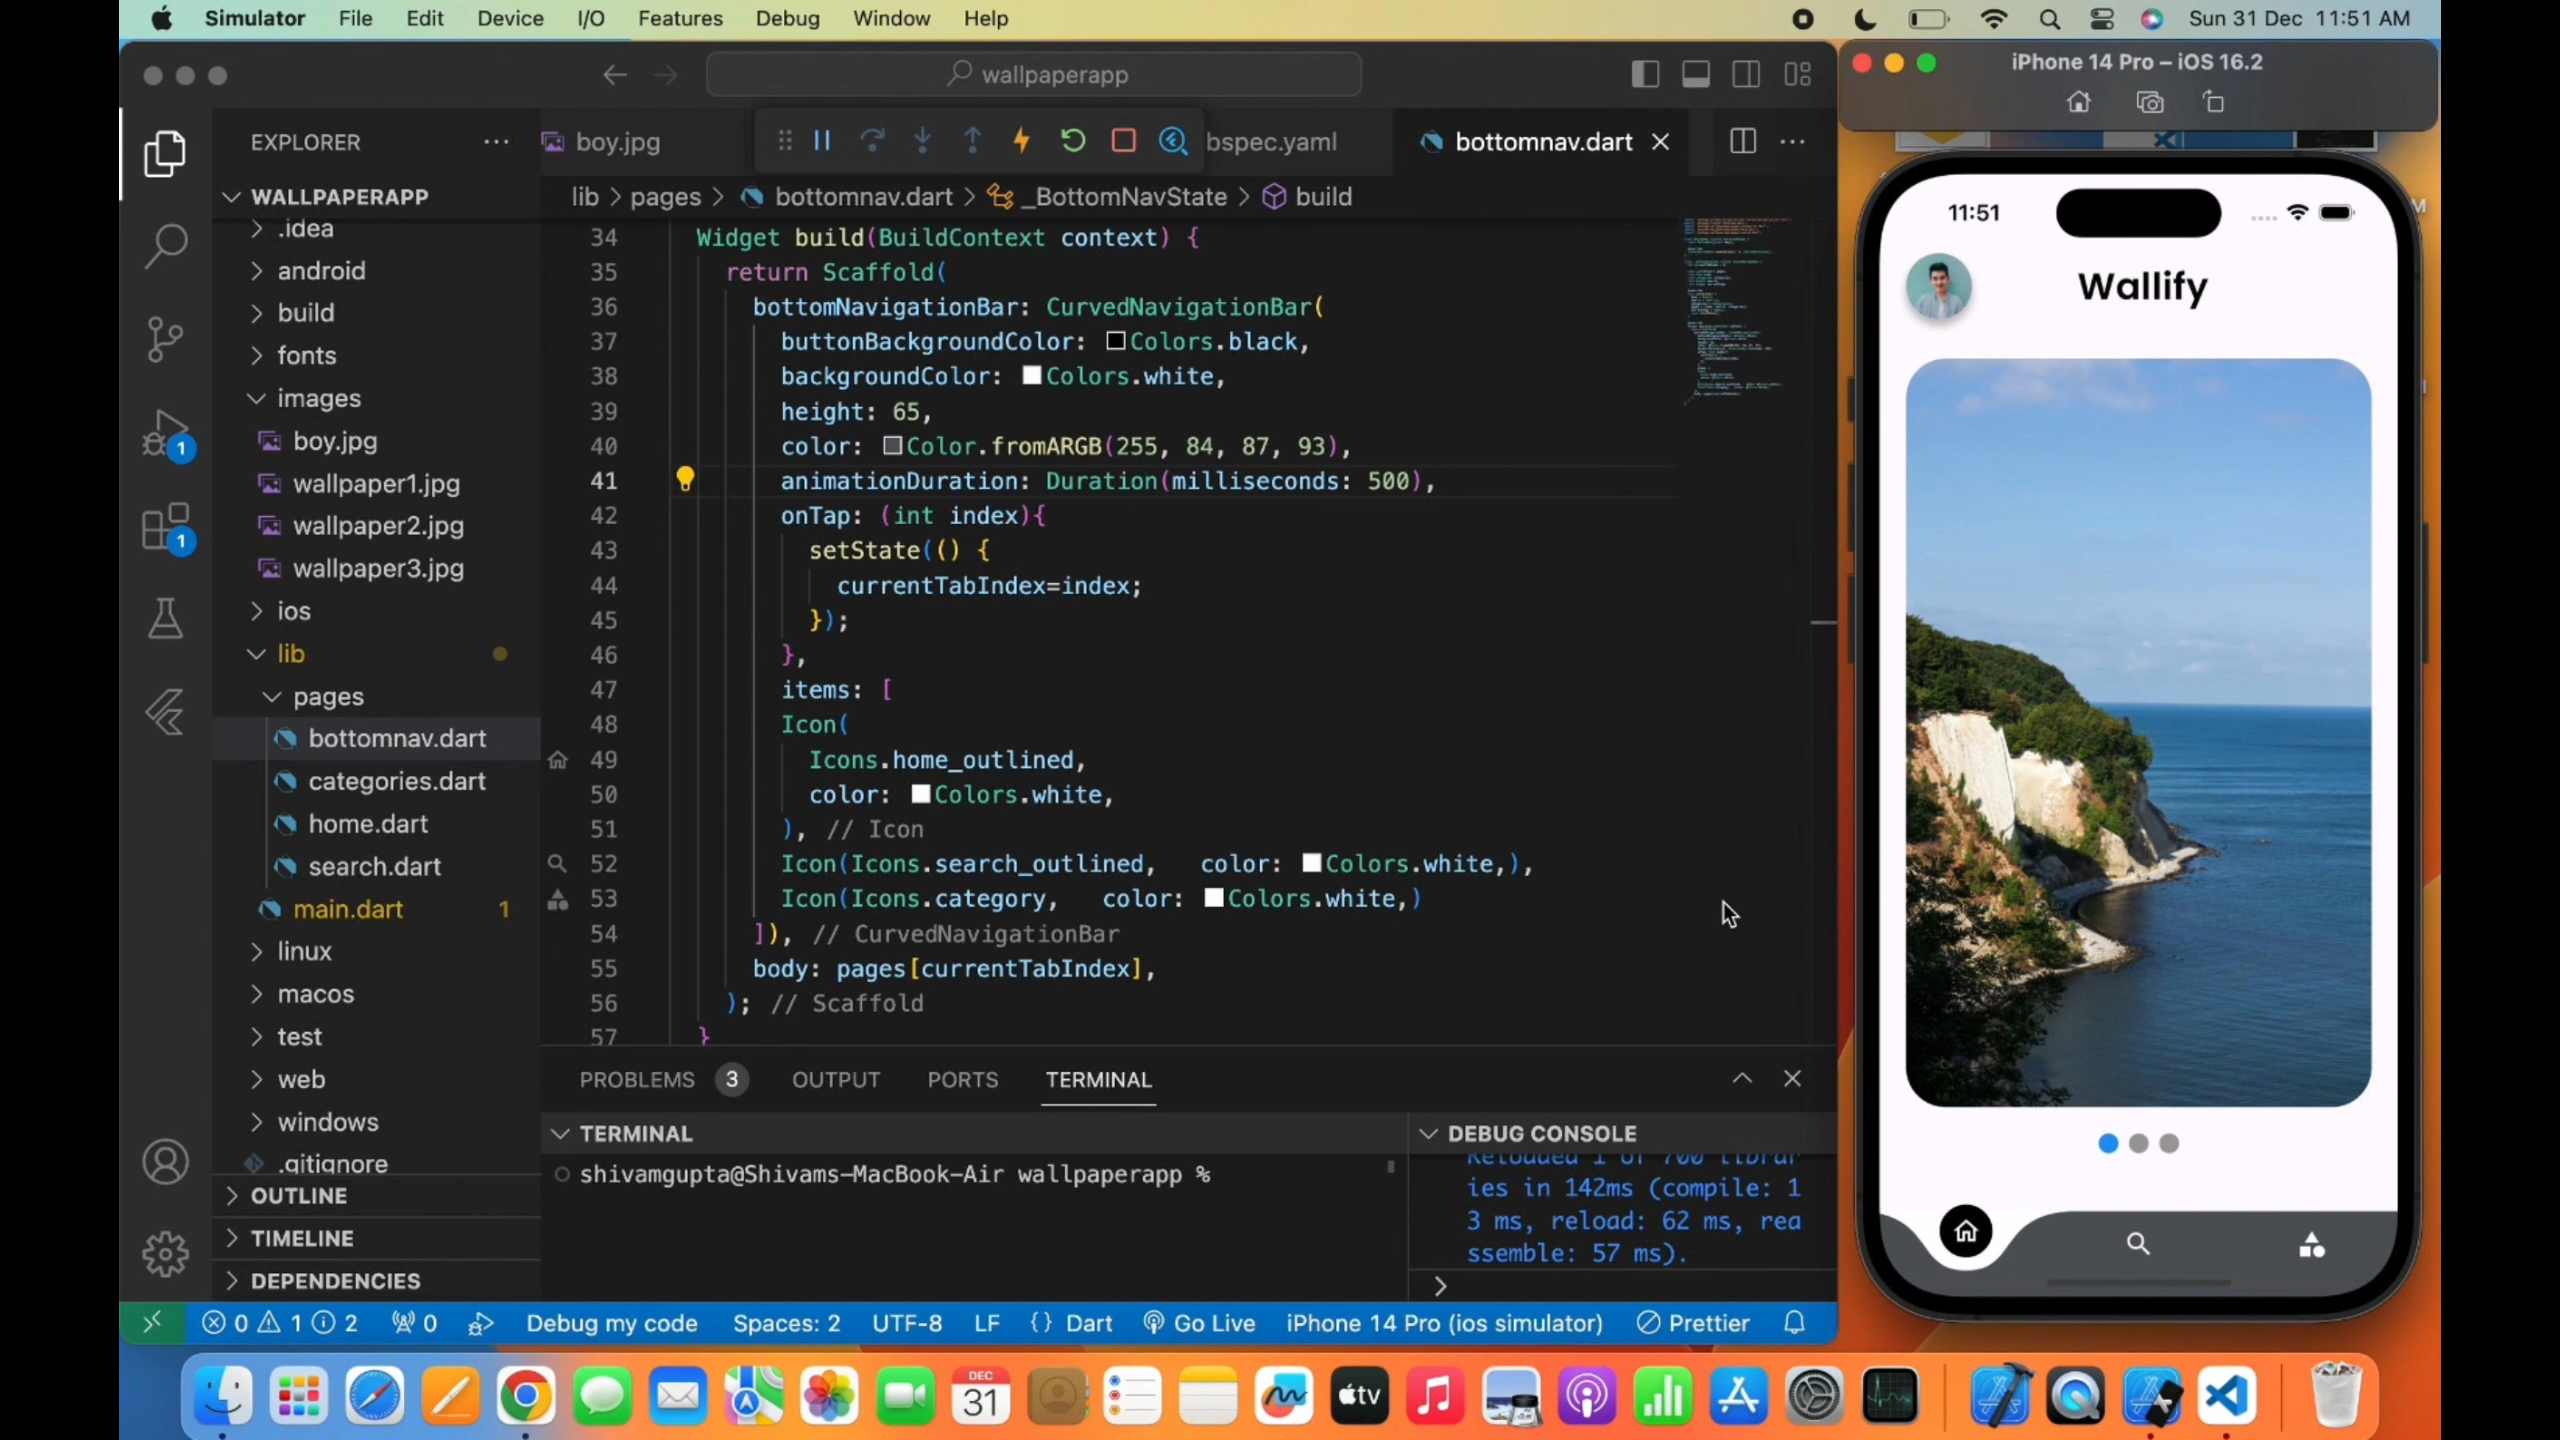 Simulator File Edit Device I/O Features Debug Window Help Sun 31 Dec 11:51 AM
wallpaperapp
EXPLORER
WALLPAPERAPP
.idea
android
build
fonts
images
boy.jpg
wallpaper1.jpg
wallpaper2.jpg
wallpaper3.jpg
ios
lib
pages
bottomnav.dart
categories.dart
home.dart
search.dart
main.dart 1
linux
macos
test
web
windows
.gitignore
OUTLINE
TIMELINE
DEPENDENCIES
1
1
boy.jpg bspec.yaml bottomnav.dart
lib > pages > bottomnav.dart > _BottomNavState > build
34 Widget build(BuildContext context) {
35 return Scaffold(
36 bottomNavigationBar: CurvedNavigationBar(
37 buttonBackgroundColor: Colors.black,
38 backgroundColor: Colors.white,
39 height: 65,
40 color: Color.fromARGB(255, 84, 87, 93),
41 animationDuration: Duration(milliseconds: 500),
42 onTap: (int index){
43 setState(() {
44 currentTabIndex=index;
45 });
46 },
47 items: [
48 Icon(
49 Icons.home_outlined,
50 color: Colors.white,
51 ), // Icon
52 Icon(Icons.search_outlined, color: Colors.white,),
53 Icon(Icons.category, color: Colors.white,)
54 ]), // CurvedNavigationBar
55 body: pages[currentTabIndex],
56 ); // Scaffold
57 }
PROBLEMS 3 OUTPUT PORTS TERMINAL
TERMINAL
shivamgupta@Shivams-MacBook-Air wallpaperapp %
DEBUG CONSOLE
Reloaded 1 of 700 librar
ies in 142ms (compile: 1
3 ms, reload: 62 ms, rea
ssemble: 57 ms).
>
0 1 2 0 Debug my code Spaces: 2 UTF-8 LF {} Dart Go Live iPhone 14 Pro (ios simulator) Prettier
iPhone 14 Pro – iOS 16.2
11:51
Wallify
DEC
31
tv